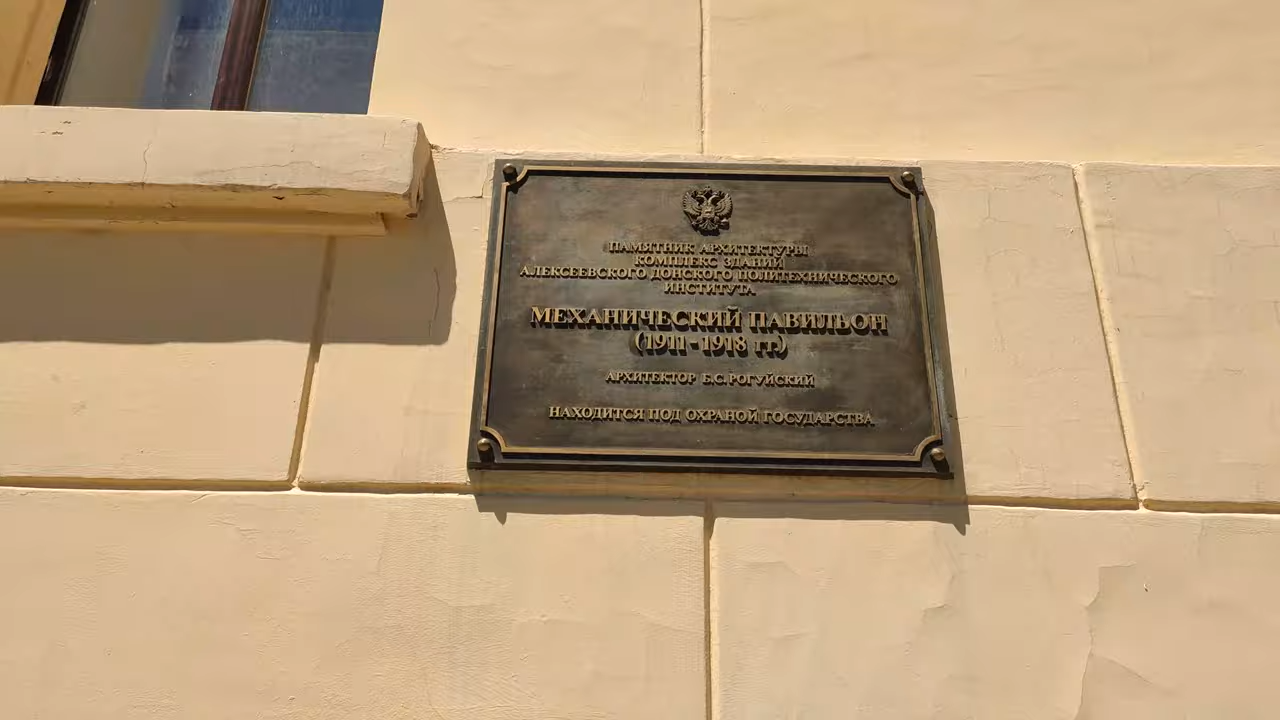 ПАМЯТНИК АРХИТЕКТУРЫ
КОМПЛЕКС ЗДАНИЙ
АЛЕКСЕЕВСКОГО ДОНСКОГО ПОЛИТЕХНИЧЕСКОГО
ИНСТИТУТА
МЕХАНИЧЕСКИЙ ПАВИЛЬОН
(1911-1918 гг.)
АРХИТЕКТОР Б.С.РОГУЙСКИЙ
НАХОДИТСЯ ПОД ОХРАНОЙ ГОСУДАРСТВА